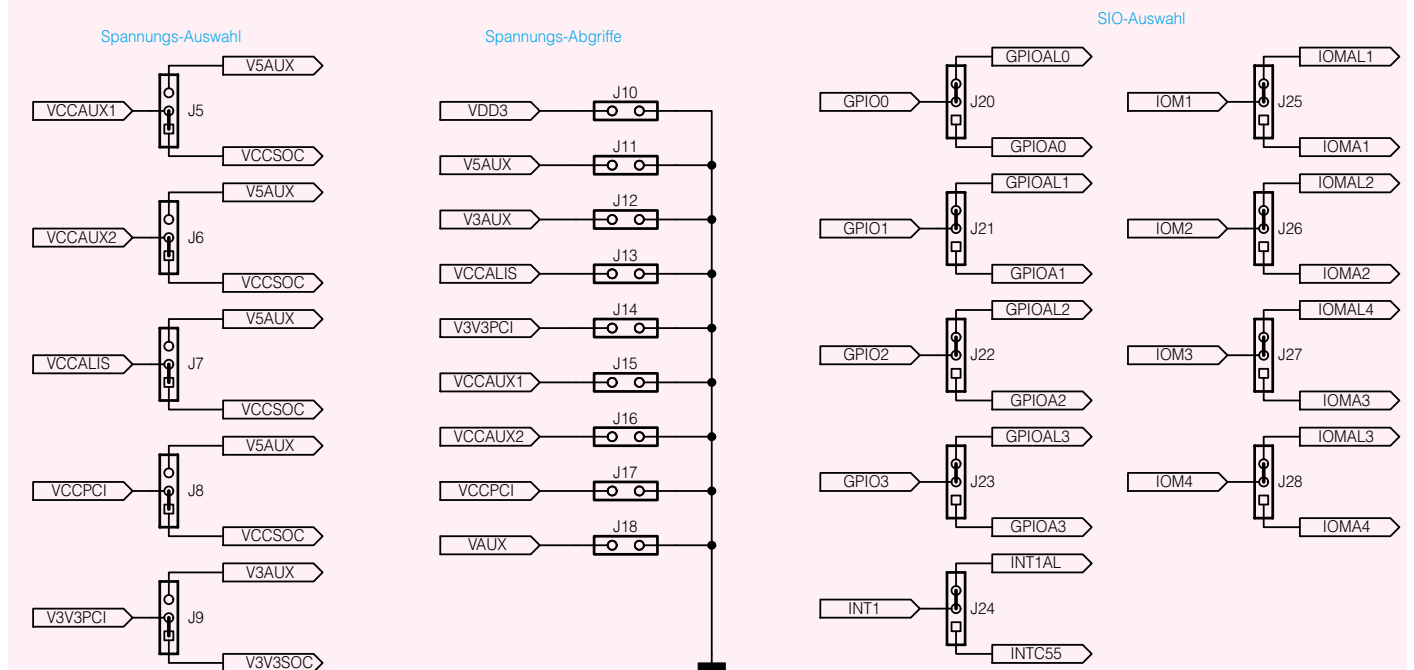 Spannungs-Auswahl
V5AUX
VCCAUX1
J5
VCCSOC
V5AUX
VCCAUX2
J6
VCCSOC
V5AUX
VCCALIS
J7
VCCSOC
V5AUX
VCCPCI
J8
VCCSOC
V3AUX
V3V3PCI
J9
V3V3SOC
Spannungs-Abgriffe
J10
VDD3
J11
V5AUX
J12
V3AUX
J13
VCCALIS
J14
V3V3PCI
J15
VCCAUX1
J16
VCCAUX2
J17
VCCPCI
J18
VAUX
SIO-Auswahl
GPIOAL0
GPIO0
J20
GPIOA0
GPIOAL1
GPIO1
J21
GPIOA1
GPIOAL2
GPIO2
J22
GPIOA2
GPIOAL3
GPIO3
J23
GPIOA3
INT1AL
INT1
J24
INTC55
IOMAL1
IOM1
J25
IOMA1
IOMAL2
IOM2
J26
IOMA2
IOMAL4
IOM3
J27
IOMA3
IOMAL3
IOM4
J28
IOMA4